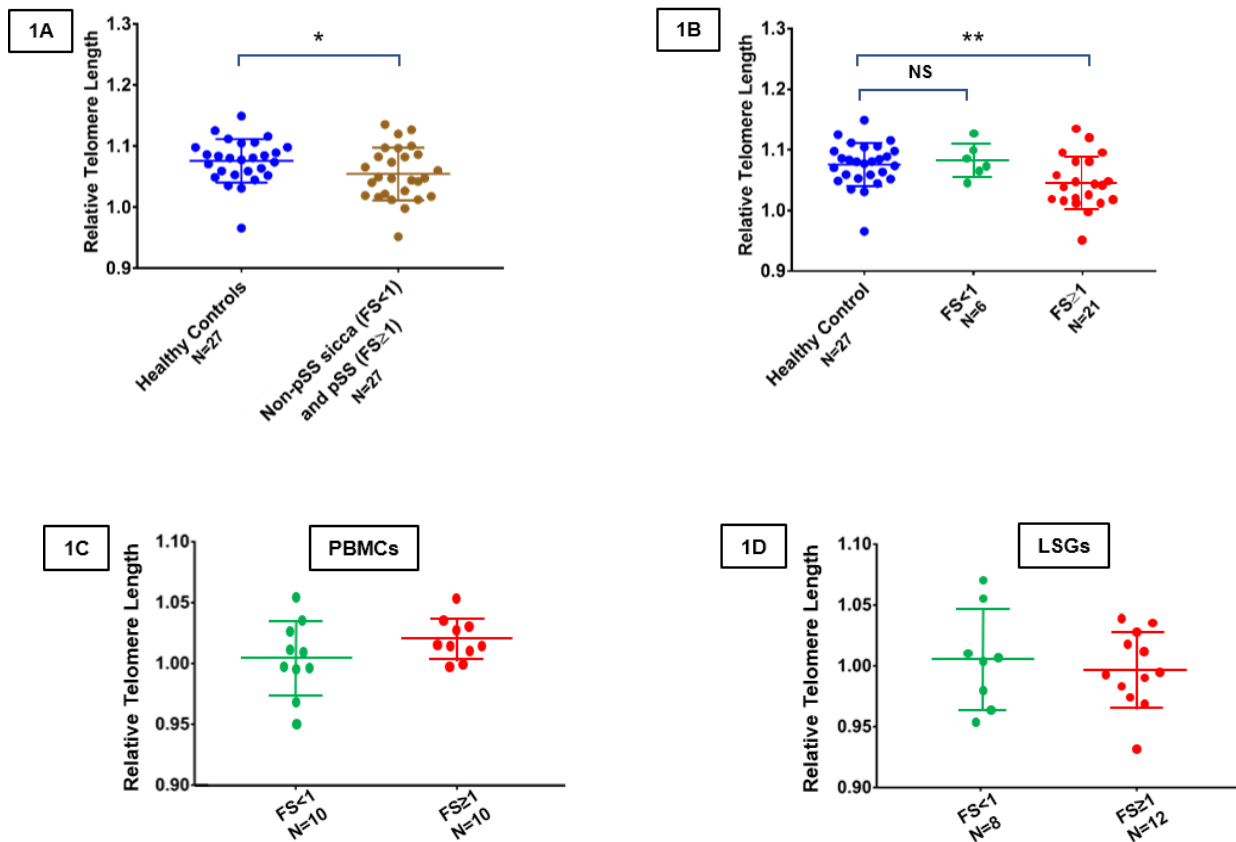 1A
*
Relative Telomere Length
1.3
1.2
1.1
1.0
0.9
Healthy Controls
N=27
Non-pSS sicca (FS<1)
and pSS (FS≥1)
N=27
1B
**
NS
Relative Telomere Length
1.3
1.2
1.1
1.0
0.9
Healthy Control
N=27
FS<1
N=6
FS≥1
N=21
1C
PBMCs
Relative Telomere Length
1.10
1.05
1.00
0.95
0.90
FS<1
N=10
FS≥1
N=10
1D
LSGs
Relative Telomere Length
1.10
1.05
1.00
0.95
0.90
FS<1
N=8
FS≥1
N=12